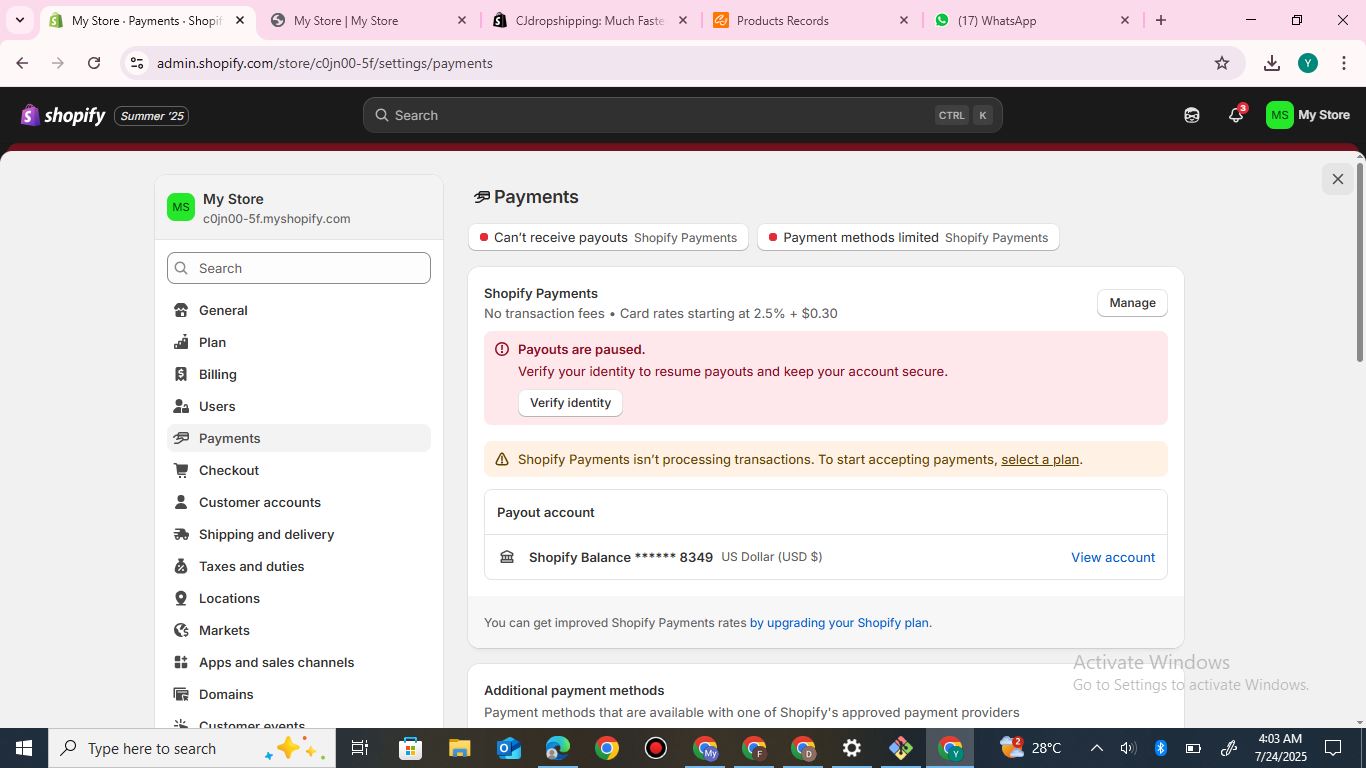 My Store · Payments · Shopif
My Store | My Store
CJdropshipping: Much Faste
Products Records
(17) WhatsApp
admin.shopify.com/store/c0jn00-5f/settings/payments
Y
shopify
Summer '25
Search
CTRL K
3
MS
My Store
MS
My Store
c0jn00-5f.myshopify.com
Search
General
Plan
Billing
Users
Payments
Checkout
Customer accounts
Shipping and delivery
Taxes and duties
Locations
Markets
Apps and sales channels
Domains
Customer events
Payments
Can't receive payouts Shopify Payments
Payment methods limited Shopify Payments
Shopify Payments
No transaction fees • Card rates starting at 2.5% + $0.30
Manage
Payouts are paused.
Verify your identity to resume payouts and keep your account secure.
Verify identity
Shopify Payments isn't processing transactions. To start accepting payments, select a plan.
Payout account
Shopify Balance ****** 8349 US Dollar (USD $)
View account
You can get improved Shopify Payments rates by upgrading your Shopify plan.
Additional payment methods
Payment methods that are available with one of Shopify's approved payment providers
Activate Windows
Go to Settings to activate Windows.
Type here to search
My
F
D
Y
2
28°C
4:03 AM
7/24/2025